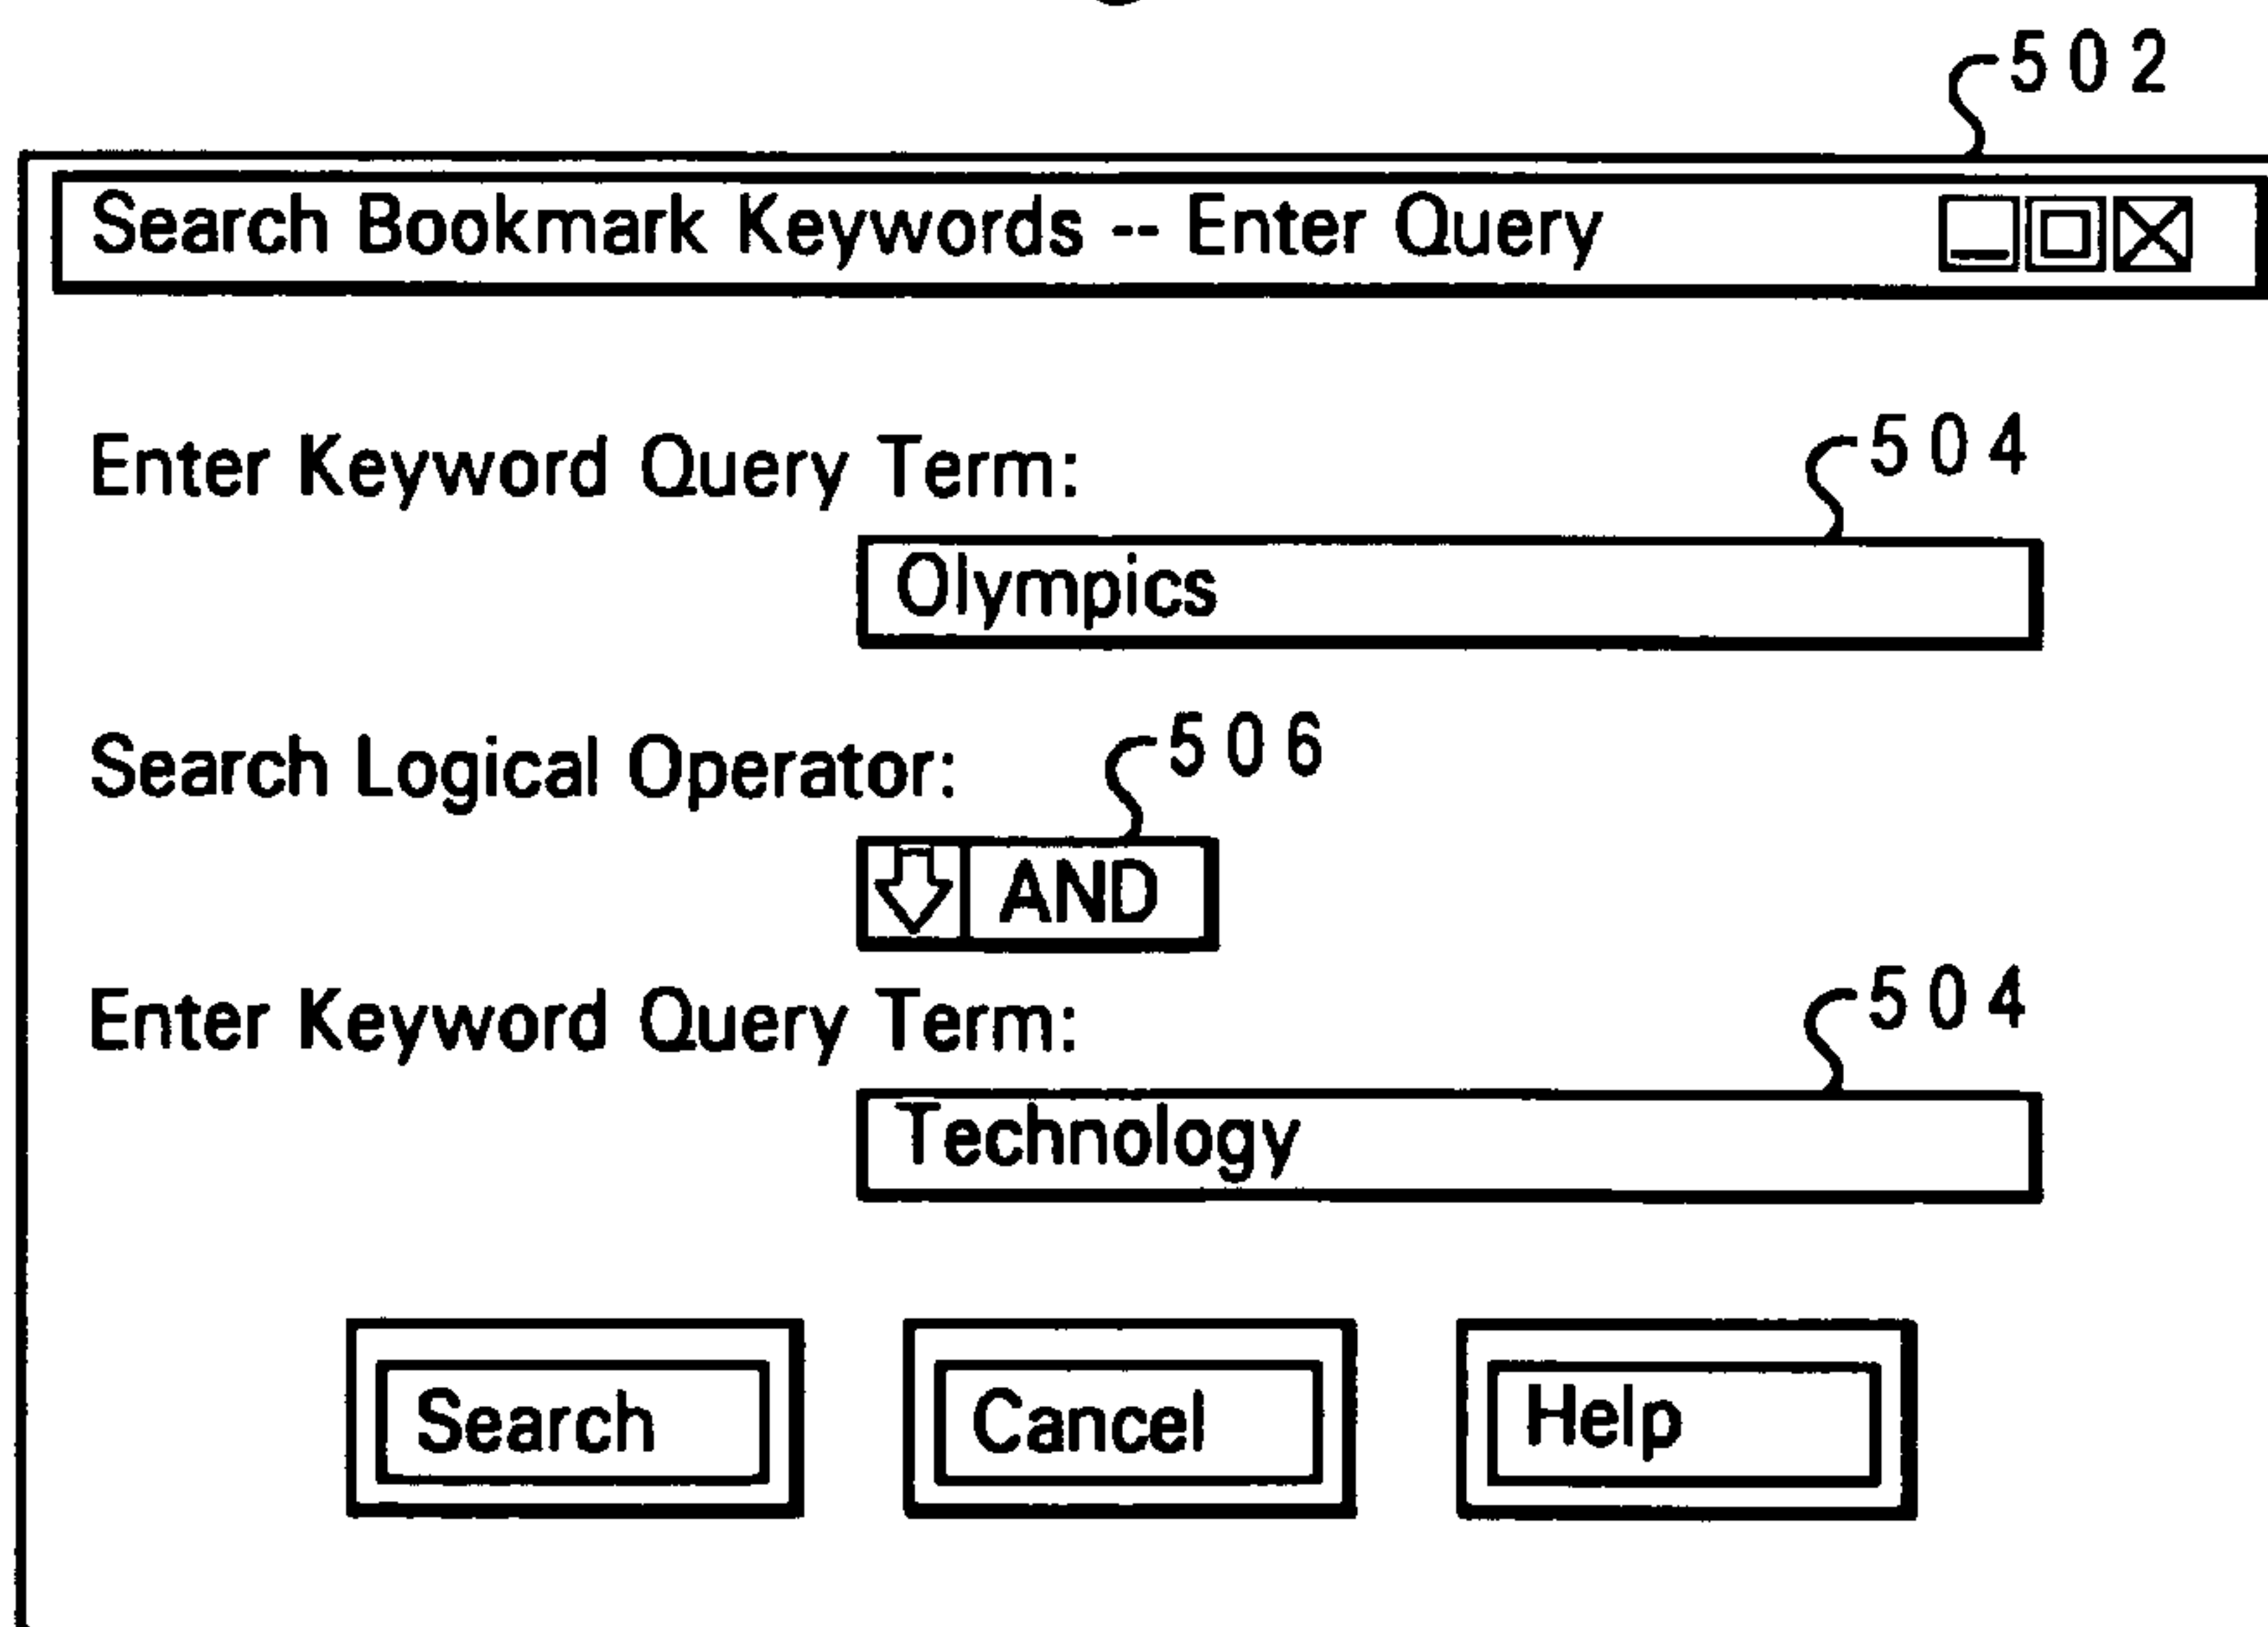 502
Search Bookmark Keywords -- Enter Query
Enter Keyword Query Term:
504
Olympics
Search Logical Operator:
506
AND
Enter Keyword Query Term:
504
Technology
Search Cancel Help